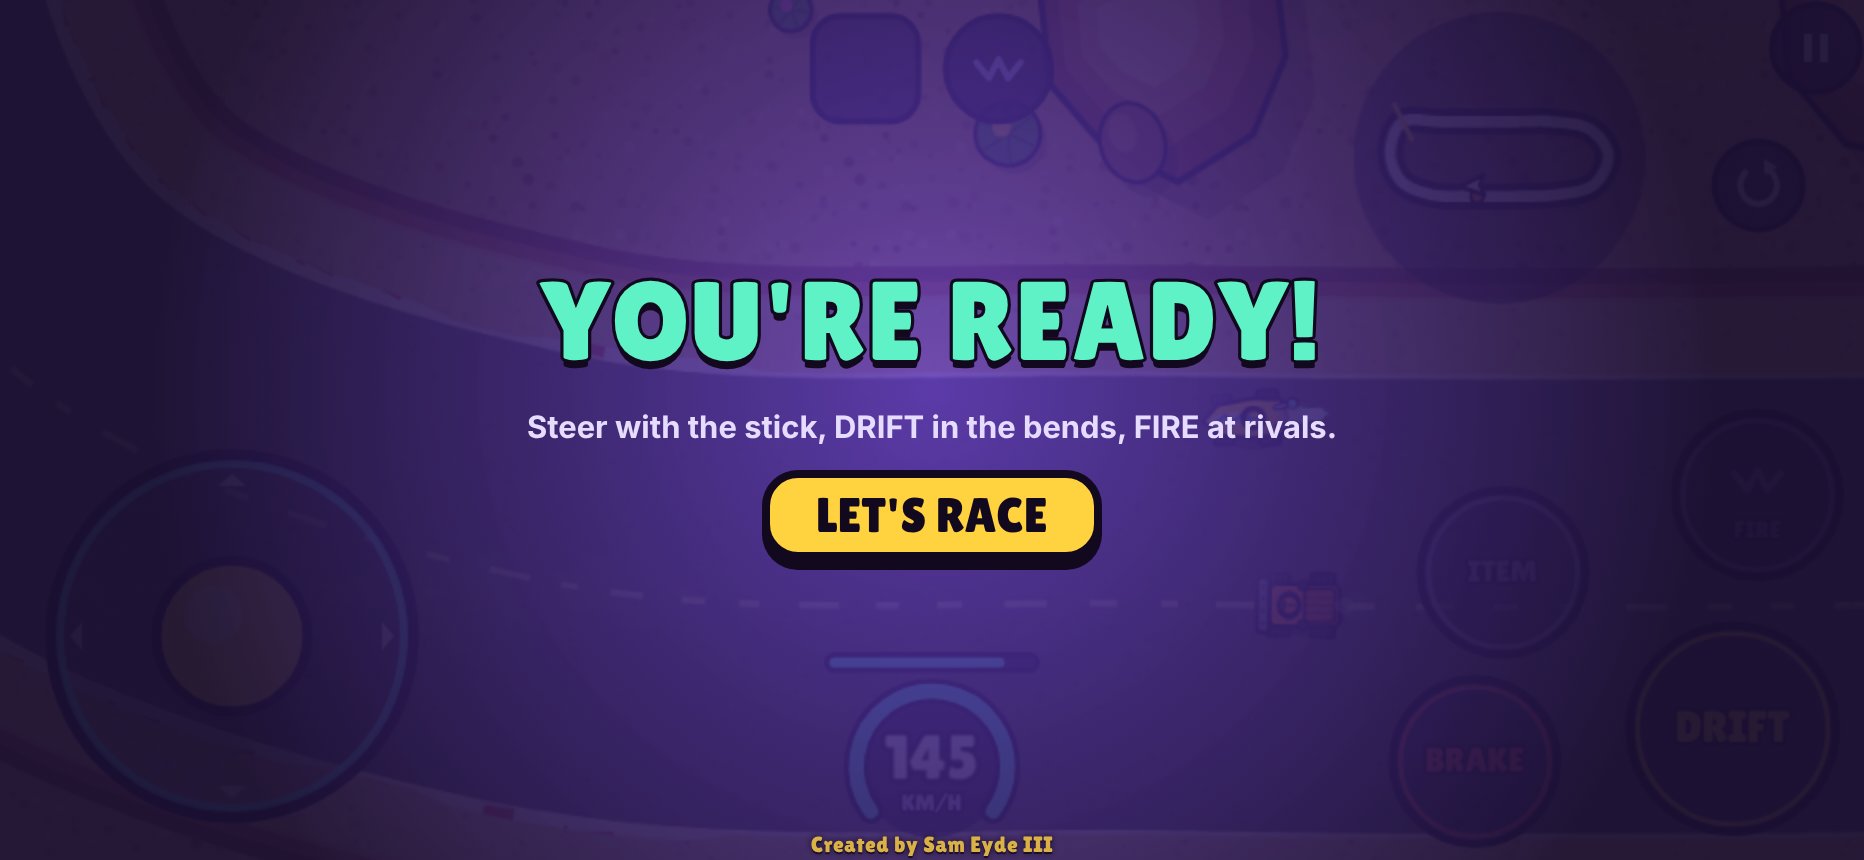 YOU'RE READY!
Steer with the stick, DRIFT in the bends, FIRE at rivals.
LET'S RACE
FIRE
ITEM
DRIFT
BRAKE
145
KM/H
Created by Sam Eyde III